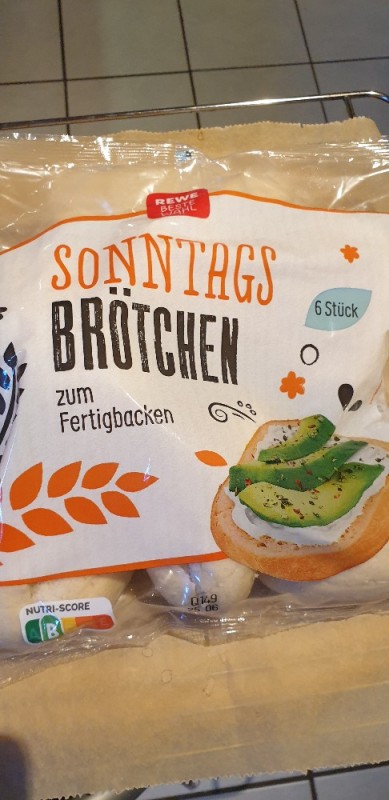 REWE
BESTE
WAHL
SONNTAGS
BRÖTCHEN
6 Stück
zum
Fertigbacken
NUTRI-SCORE
A B